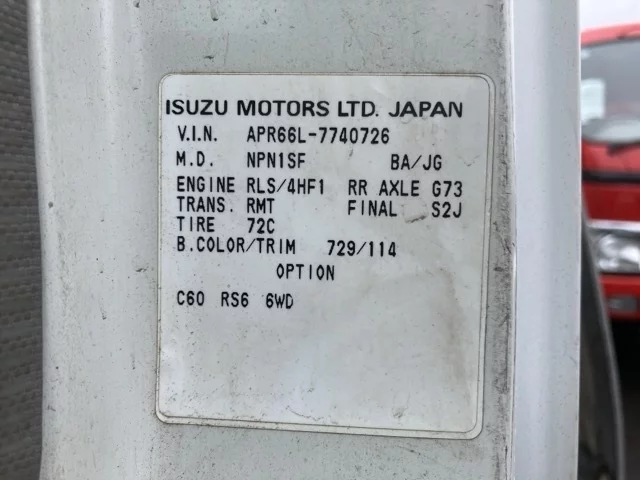 ISUZU MOTORS LTD. JAPAN
V.I.N. APR66L-7740726
M.D. NPN1SF BA/JG
ENGINE RLS/4HF1 RR AXLE G73
TRANS. RMT FINAL S2J
TIRE 72C
B.COLOR/TRIM 729/114
OPTION
C60 RS6 6WD